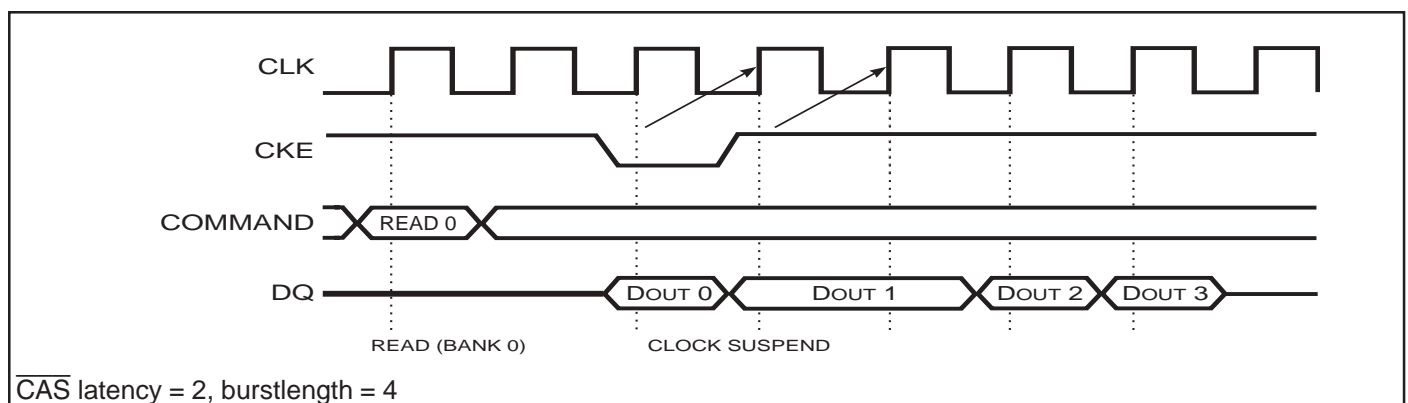 CLK
CKE
COMMAND READ 0
DQ DOUT 0 DOUT 1 DOUT 2 DOUT 3
READ (BANK 0) CLOCK SUSPEND
CAS latency = 2, burstlength = 4